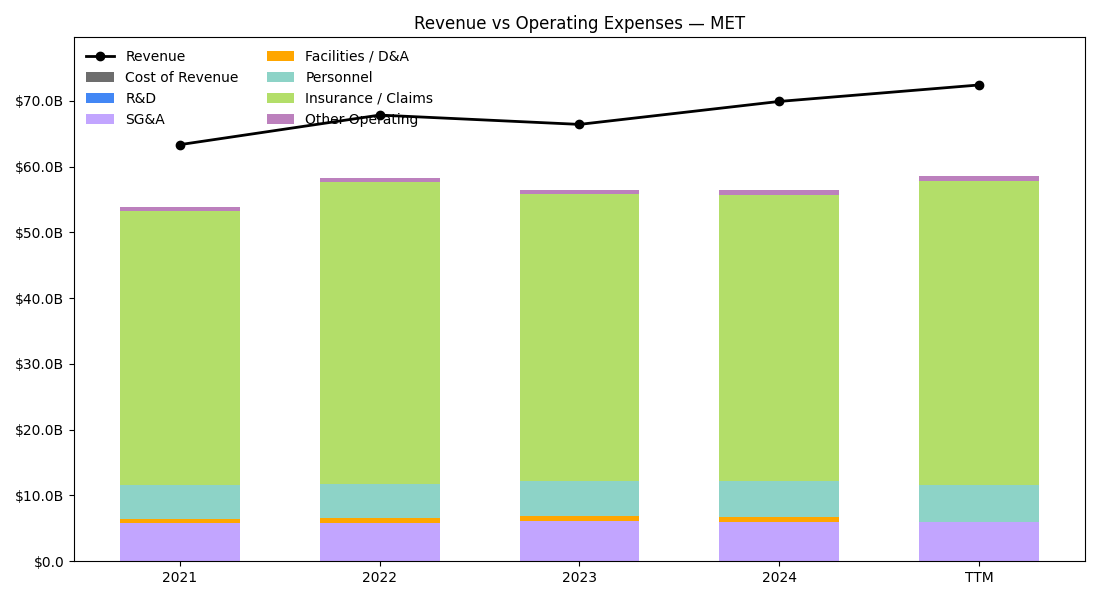 Revenue vs Operating Expenses — MET
Revenue
Cost of Revenue
R&D
SG&A
Facilities / D&A
Personnel
Insurance / Claims
Other Operating
$70.0B
$60.0B
$50.0B
$40.0B
$30.0B
$20.0B
$10.0B
$0.0
2021 2022 2023 2024 TTM